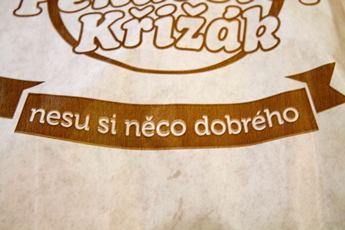 Křižák
nesu si něco dobrého